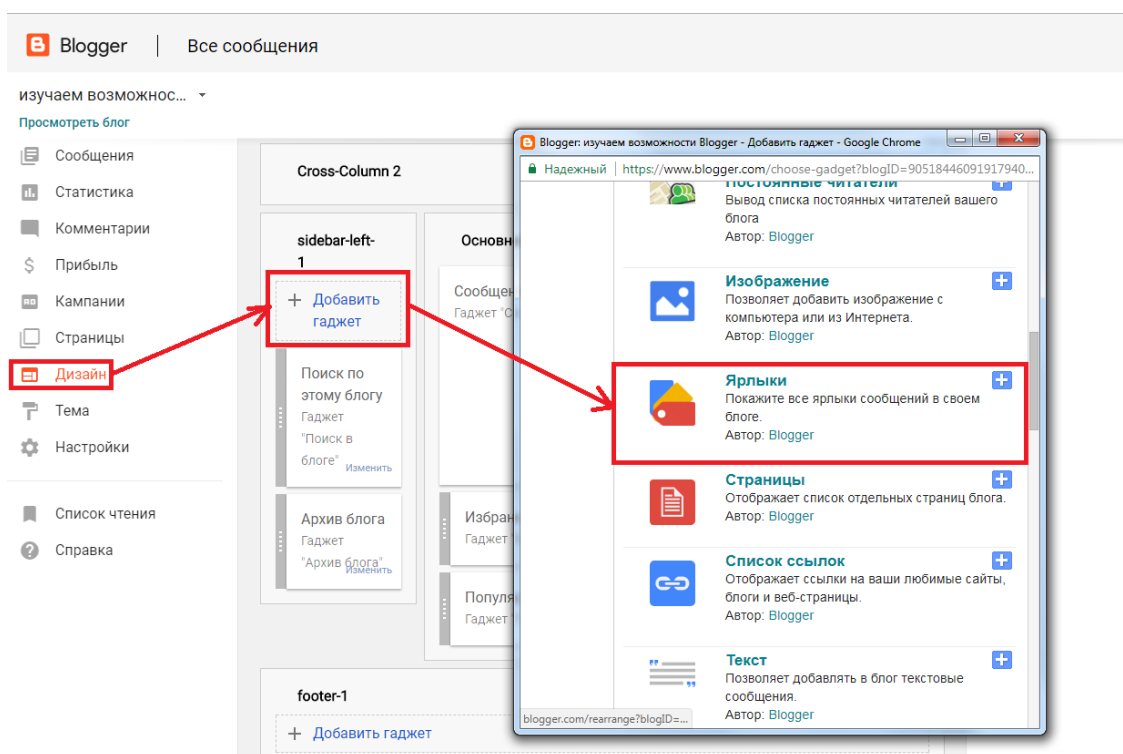 Blogger
Все сообщения
изучаем возможнос...
Просмотреть блог
Сообщения
Статистика
Комментарии
Прибыль
Кампании
Страницы
Дизайн
Тема
Настройки
Список чтения
Справка
Cross-Column 2
sidebar-left-
1
Добавить
гаджет
Поиск по
этому блогу
Гаджет
"Поиск в
блоге"
Изменить
Архив блога
Гаджет
"Архив блога"
Изменить
footer-1
Добавить гаджет
Blogger: изучаем возможности Blogger - Добавить гаджет - Google Chrome
Надежный
https://www.blogger.com/choose-gadget?blogID=90518446091917940...
Постоянные читатели
Вывод списка постоянных читателей вашего
блога
Автор: Blogger
Изображение
Позволяет добавить изображение с
компьютера или из Интернета.
Автор: Blogger
Ярлыки
Покажите все ярлыки сообщений в своем
блоге.
Автор: Blogger
Страницы
Отображает список отдельных страниц блога.
Автор: Blogger
Список ссылок
Отображает ссылки на ваши любимые сайты,
блоги и веб-страницы.
Автор: Blogger
Текст
Позволяет добавлять в блог текстовые
сообщения.
Автор: Blogger
blogger.com/rearrange?blogID=...